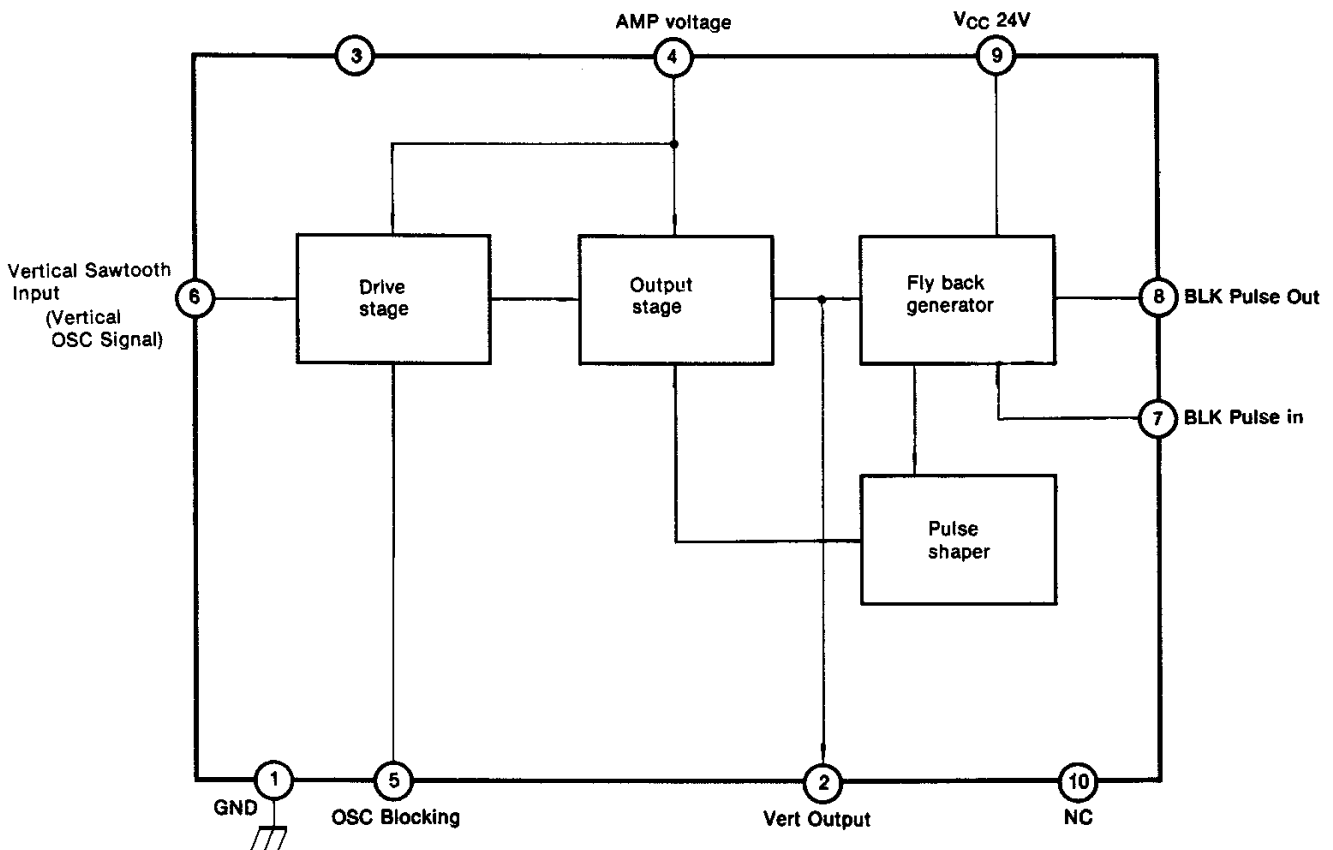 AMP voltage
VCC 24V
3
4
9
Vertical Sawtooth
Input
(Vertical
OSC Signal)
6
Drive
stage
Output
stage
Fly back
generator
8
BLK Pulse Out
7
BLK Pulse in
Pulse
shaper
1
5
2
10
GND
OSC Blocking
Vert Output
NC